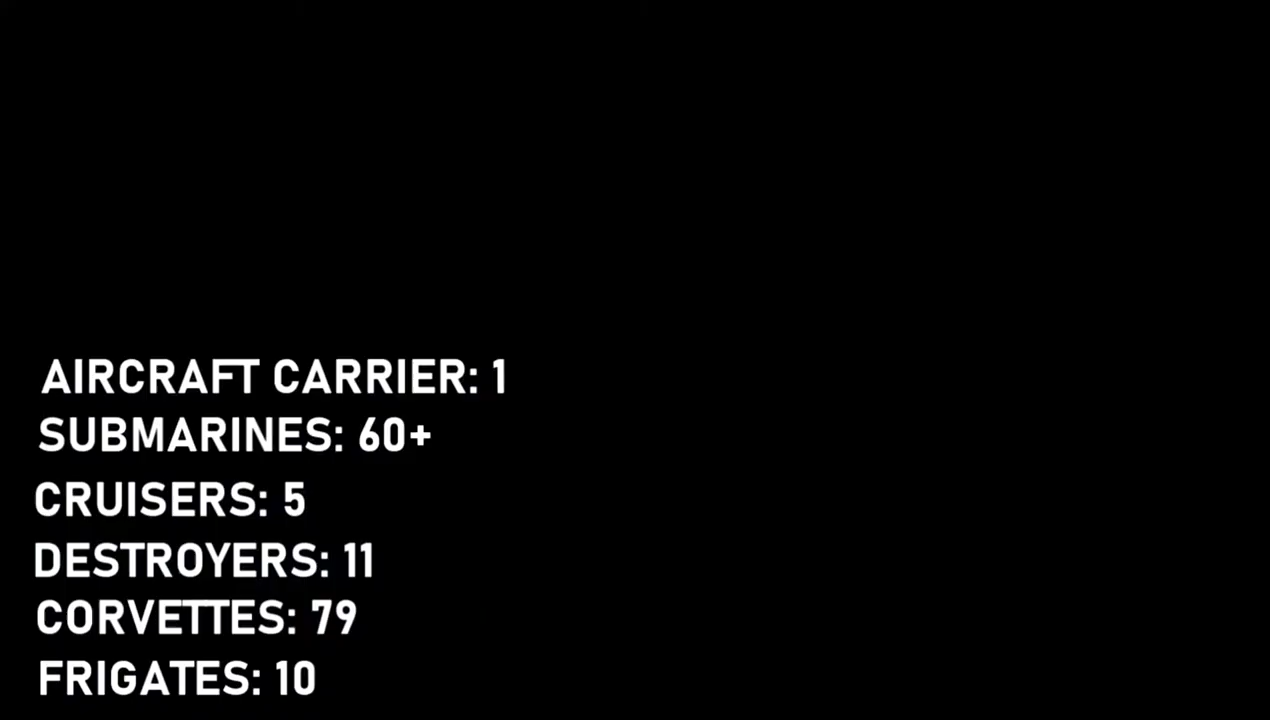 AIRCRAFT CARRIER: 1
SUBMARINES: 60+
CRUISERS: 5
DESTROYERS: 11
CORVETTES: 79
FRIGATES: 10